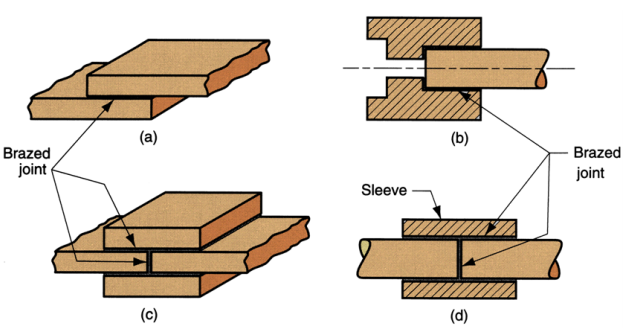 (a)
(b)
Brazed
joint
Brazed
joint
Sleeve
(c)
(d)